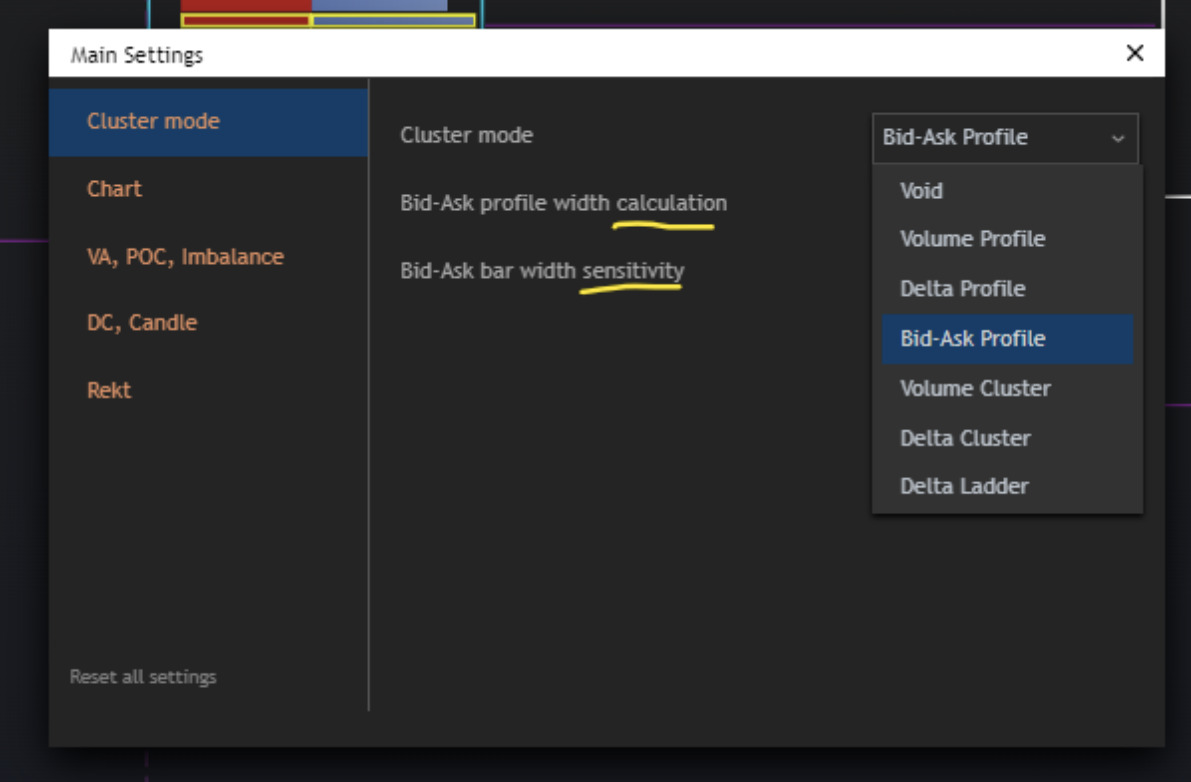 Main Settings
Cluster mode
Chart
VA, POC, Imbalance
DC, Candle
Rekt
Reset all settings
Cluster mode
Bid-Ask Profile
Bid-Ask profile width calculation
Bid-Ask bar width sensitivity
Void
Volume Profile
Delta Profile
Bid-Ask Profile
Volume Cluster
Delta Cluster
Delta Ladder